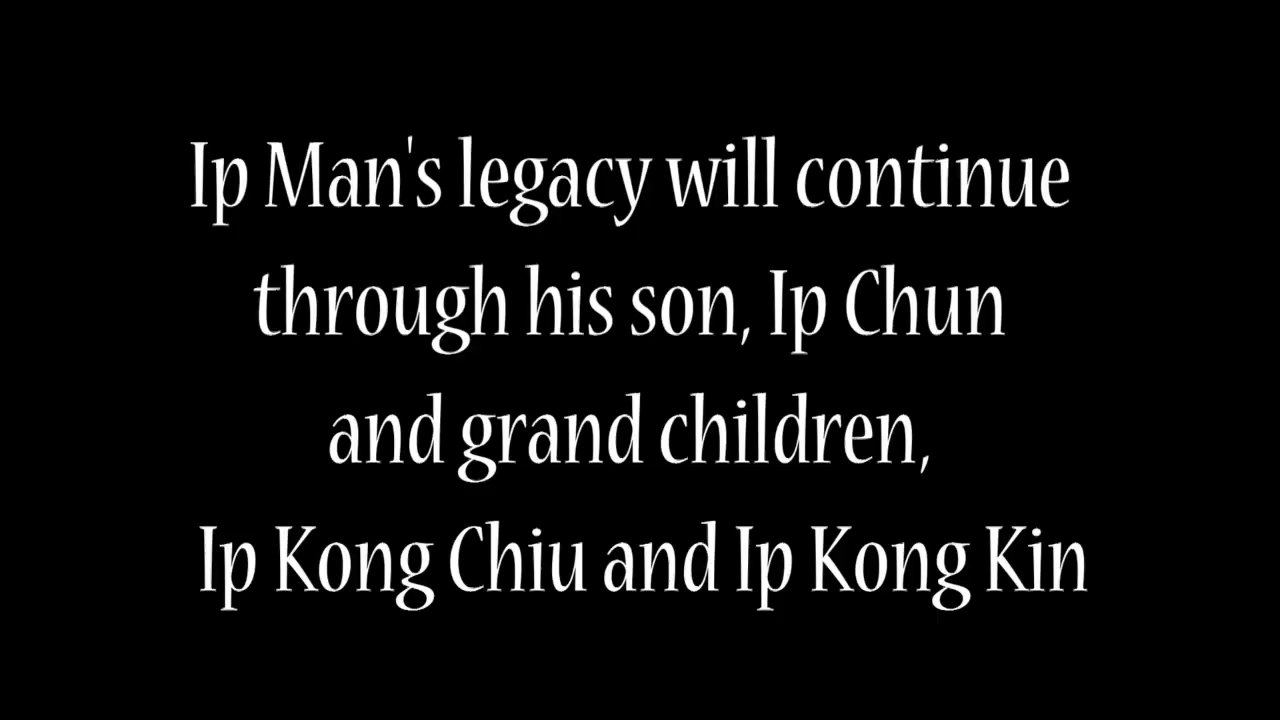 Ip Man's legacy will continue
through his son, Ip Chun
and grand children,
Ip Kong Chiu and Ip Kong Kin